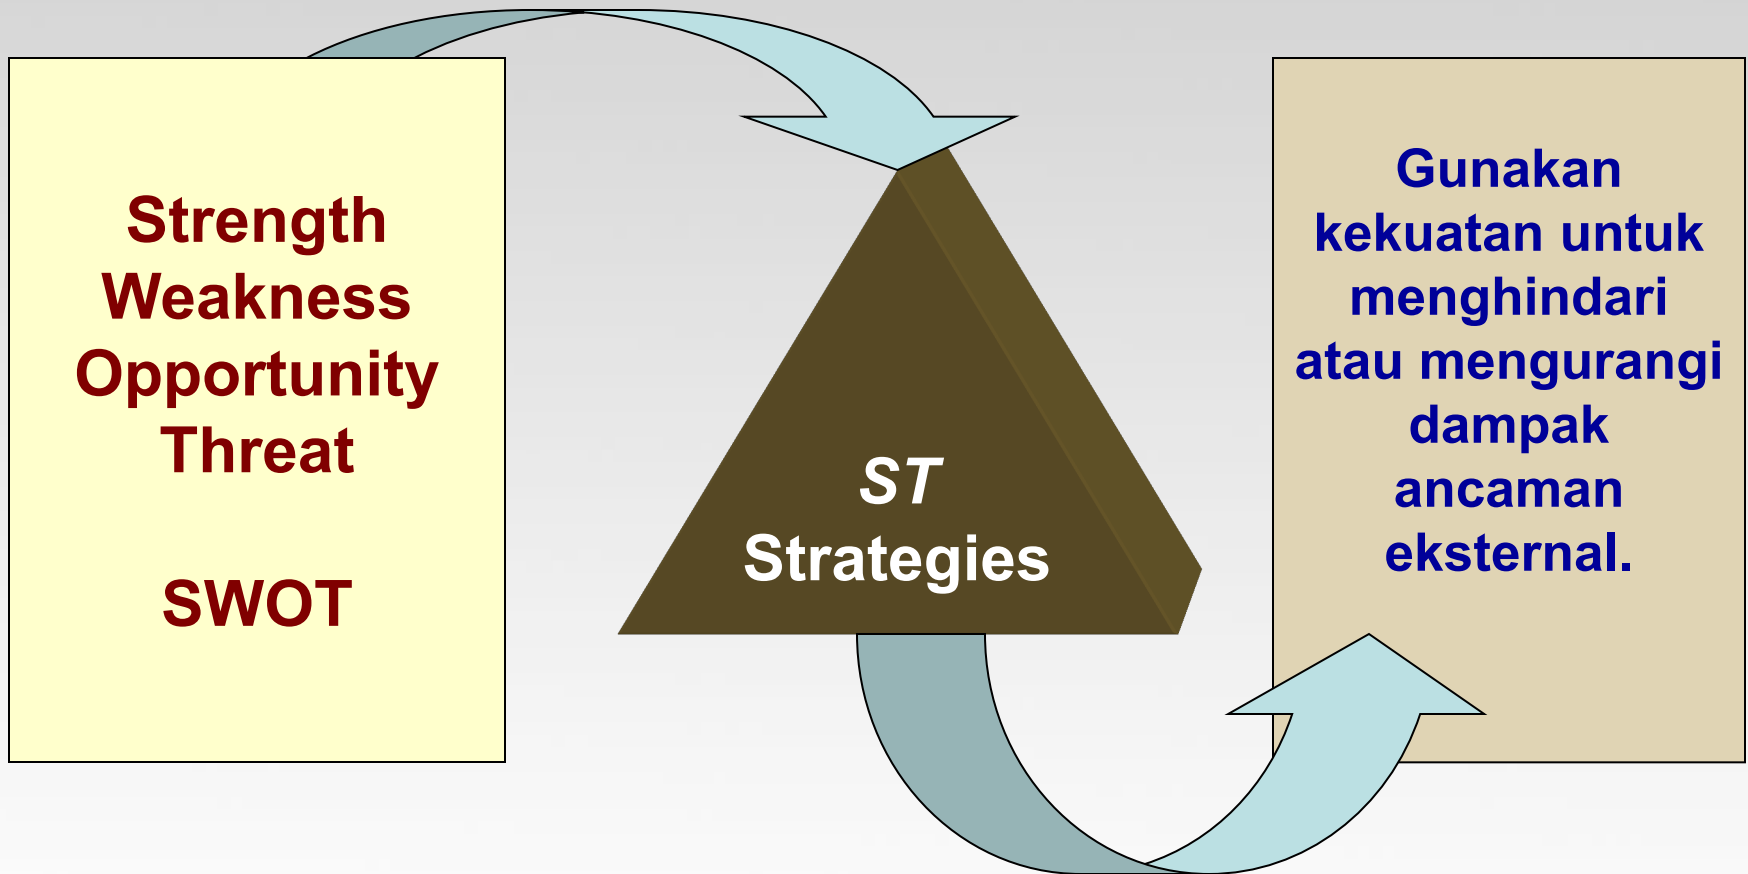 Strength
Weakness
Opportunity
Threat
SWOT
ST
Strategies
Gunakan
kekuatan untuk
menghindari
atau mengurangi
dampak
ancaman
eksternal.